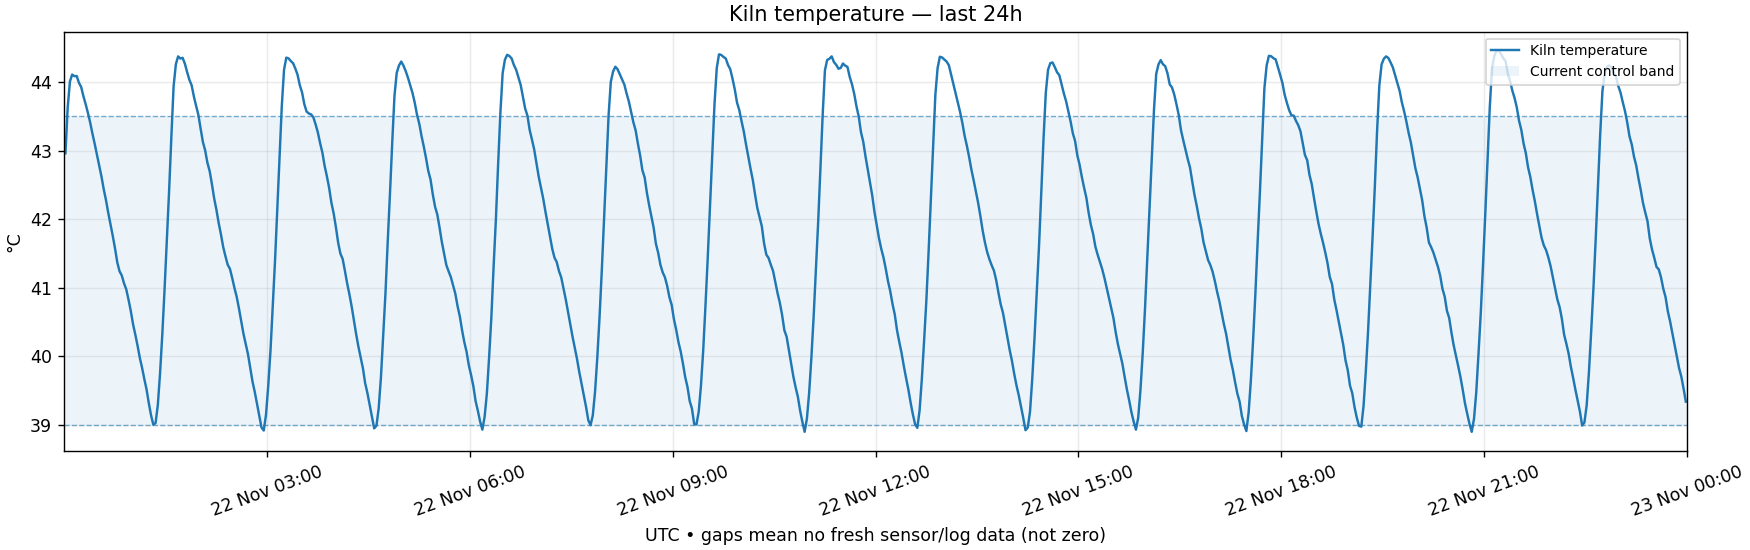 Kiln temperature — last 24h
Kiln temperature
Current control band
°C
44
43
42
41
40
39
22 Nov 03:00
22 Nov 06:00
22 Nov 09:00
22 Nov 12:00
22 Nov 15:00
22 Nov 18:00
22 Nov 21:00
23 Nov 00:00
UTC • gaps mean no fresh sensor/log data (not zero)